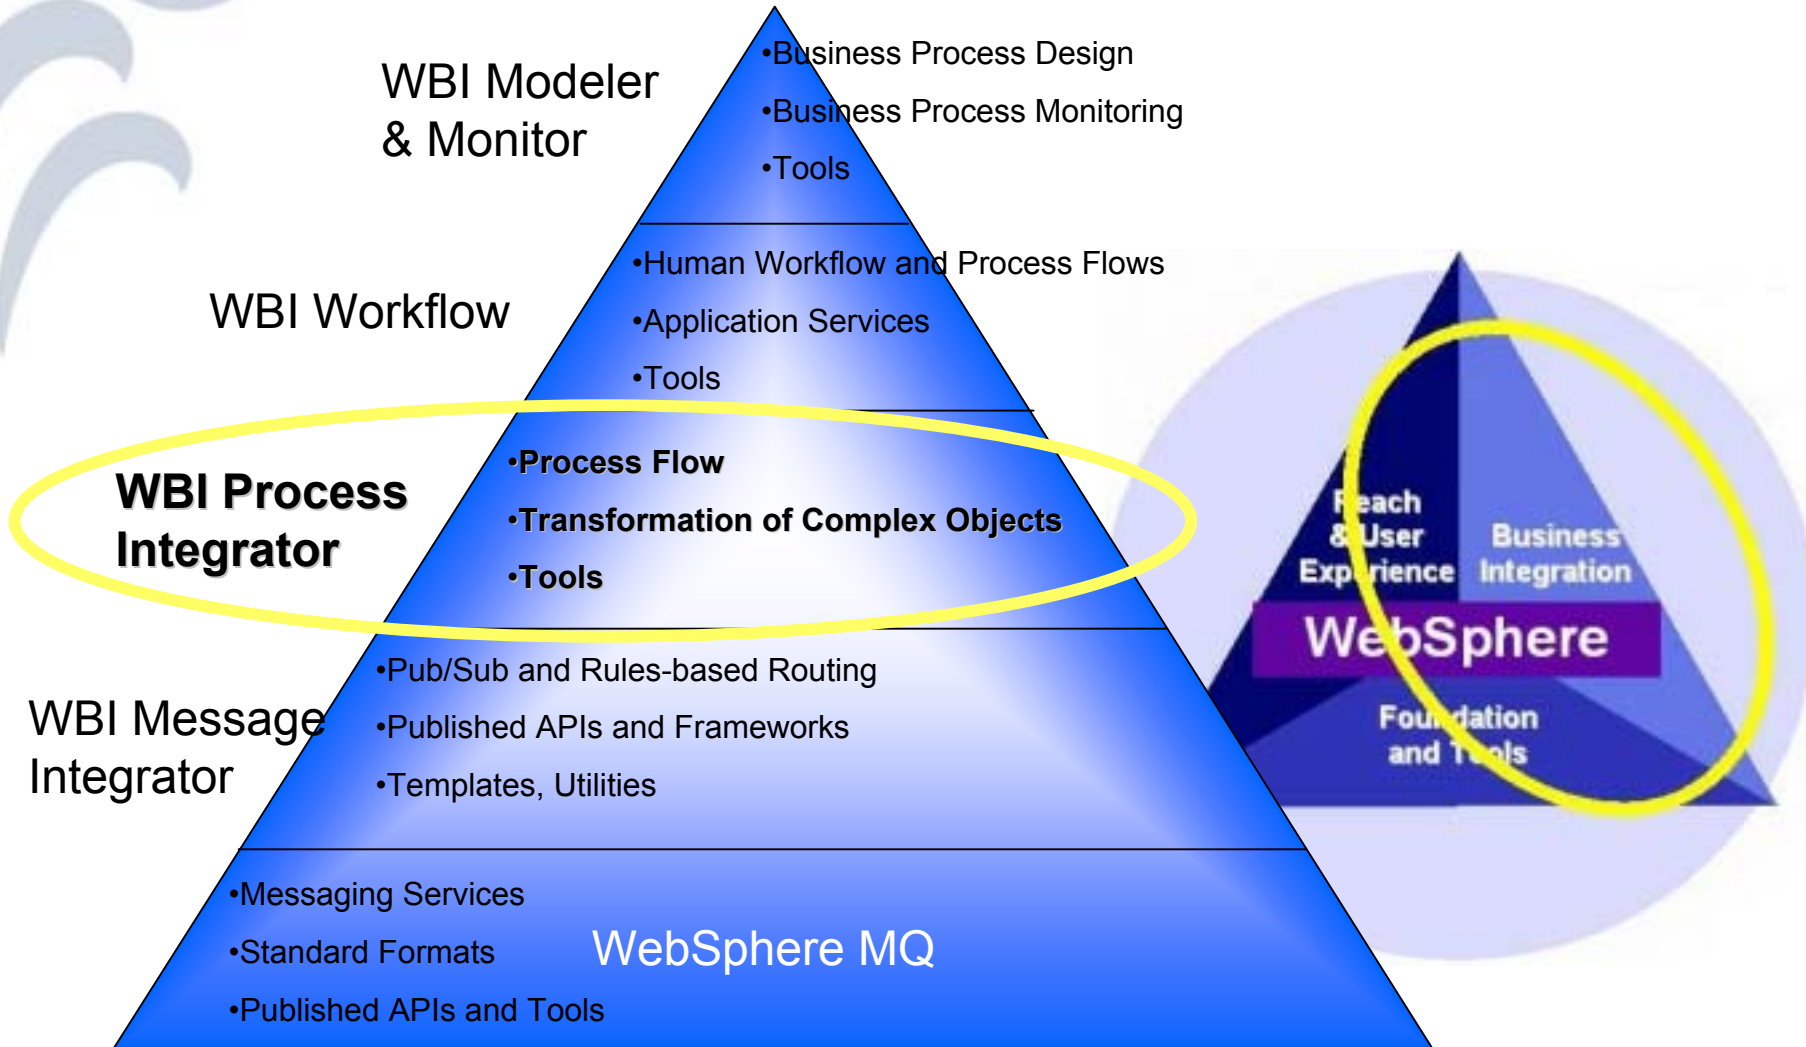 WBI Modeler
& Monitor
•Business Process Design
•Business Process Monitoring
•Tools
WBI Workflow
•Human Workflow and Process Flows
•Application Services
•Tools
WBI Process
Integrator
•Process Flow
•Transformation of Complex Objects
•Tools
WBI Message
Integrator
•Pub/Sub and Rules-based Routing
•Published APIs and Frameworks
•Templates, Utilities
•Messaging Services
•Standard Formats
•Published APIs and Tools
WebSphere MQ
Reach
& User
Experience
Business
Integration
WebSphere
Foundation
and Tools